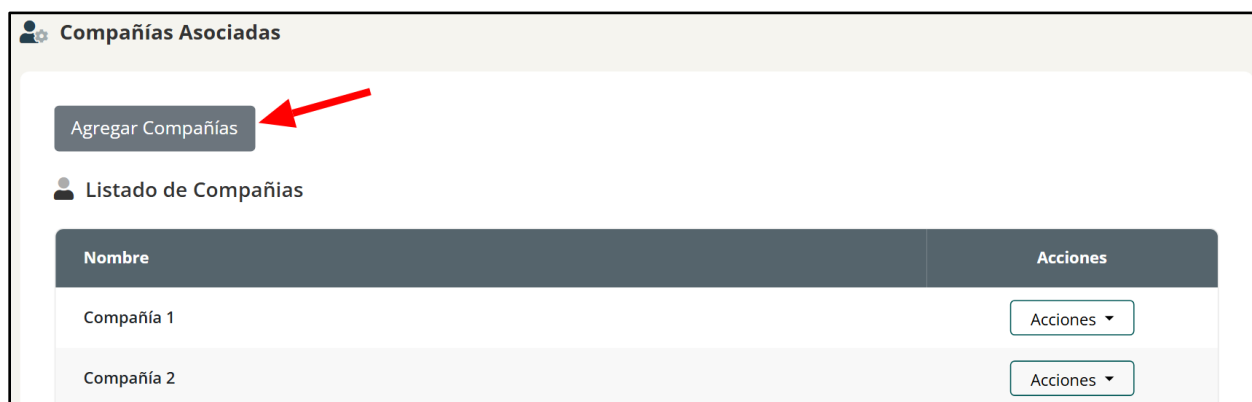 Compañías Asociadas
Agregar Compañías
Listado de Compañias
Nombre Acciones
Compañía 1 Acciones
Compañía 2 Acciones